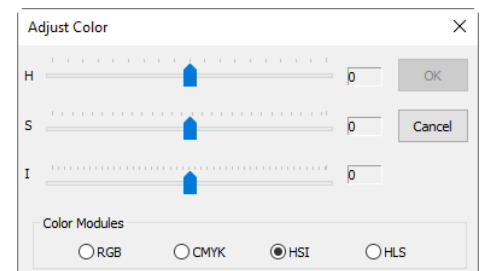 Adjust Color
H 0 OK
S 0 Cancel
I 0
Color Modules
RGB CMYK HSI HLS